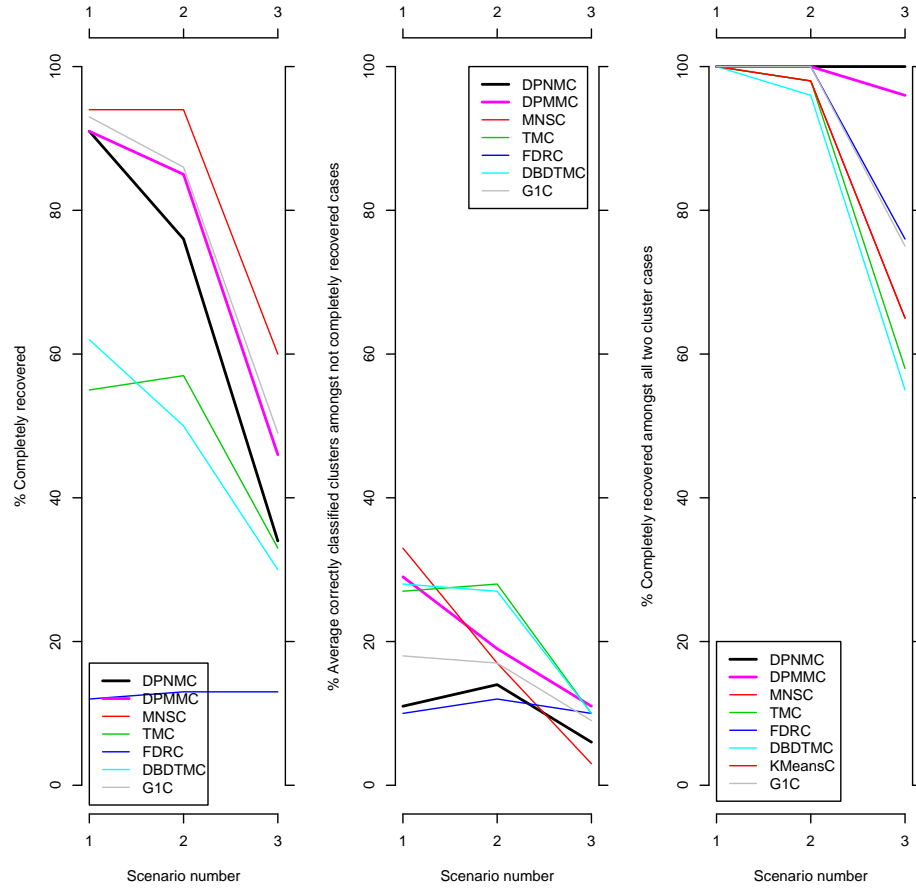 1 2 3
% Completely recovered
0 20 40 60 80 100
DPNMC
DPMMC
MNSC
TMC
FDRC
DBDTMC
G1C
1 2 3
Scenario number
1 2 3
% Average correctly classified clusters amongst not completely recovered cases
0 20 40 60 80 100
DPNMC
DPMMC
MNSC
TMC
FDRC
DBDTMC
G1C
1 2 3
Scenario number
1 2 3
% Completely recovered amongst all two cluster cases
0 20 40 60 80 100
DPNMC
DPMMC
MNSC
TMC
FDRC
DBDTMC
KMeansC
G1C
1 2 3
Scenario number